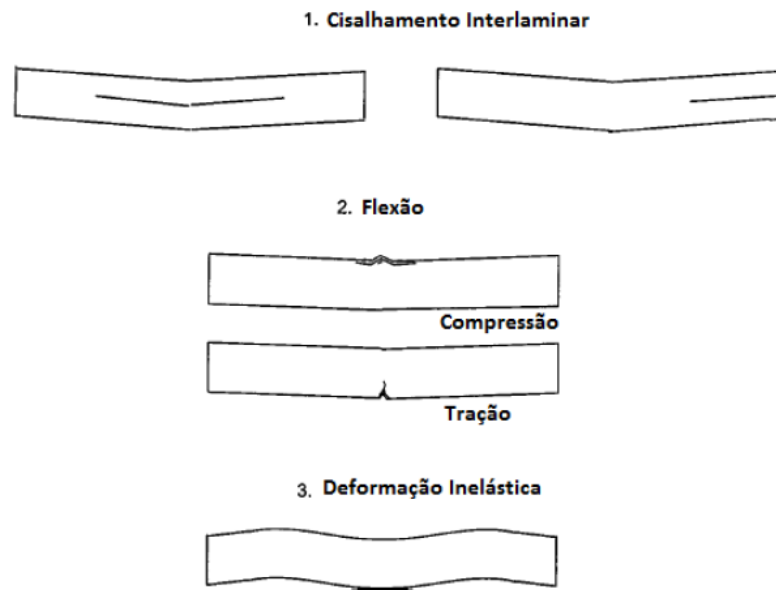 1. Cisalhamento Interlaminar
2. Flexão
Compressão
Tração
3. Deformação Inelástica